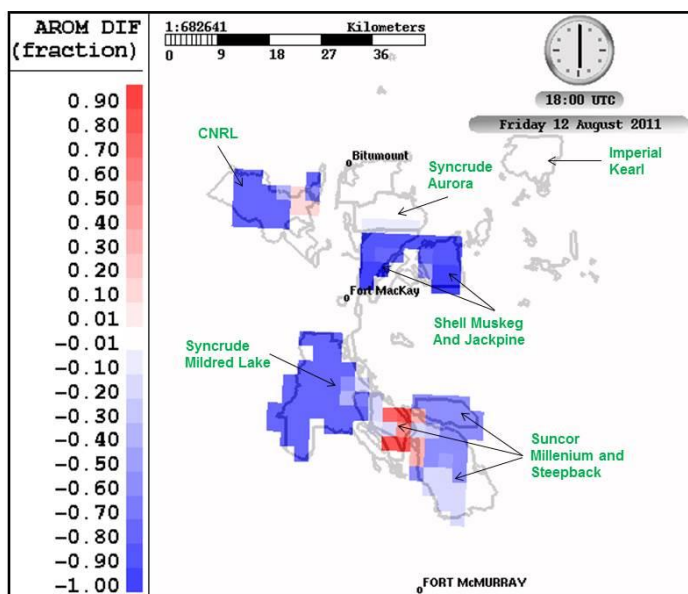 AROM DIF
(fraction)
0.90
0.80
0.70
0.60
0.50
0.40
0.30
0.20
0.10
0.01
-0.01
-0.10
-0.20
-0.30
-0.40
-0.50
-0.60
-0.70
-0.80
-0.90
-1.00
1:682641 Kilometers
0 9 18 27 36
18:00 UTC
Friday 12 August 2011
CNRL
Bitumount
Syncrude
Aurora
Imperial
Kearl
Fort MacKay
Shell Muskeg
And Jackpine
Syncrude
Mildred Lake
Suncor
Millenium and
Steepback
FORT McMURRAY